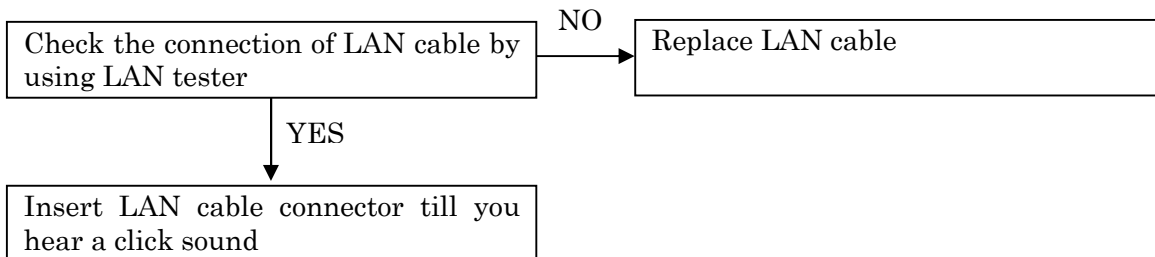 Check the connection of LAN cable by
using LAN tester
NO
Replace LAN cable
YES
Insert LAN cable connector till you
hear a click sound